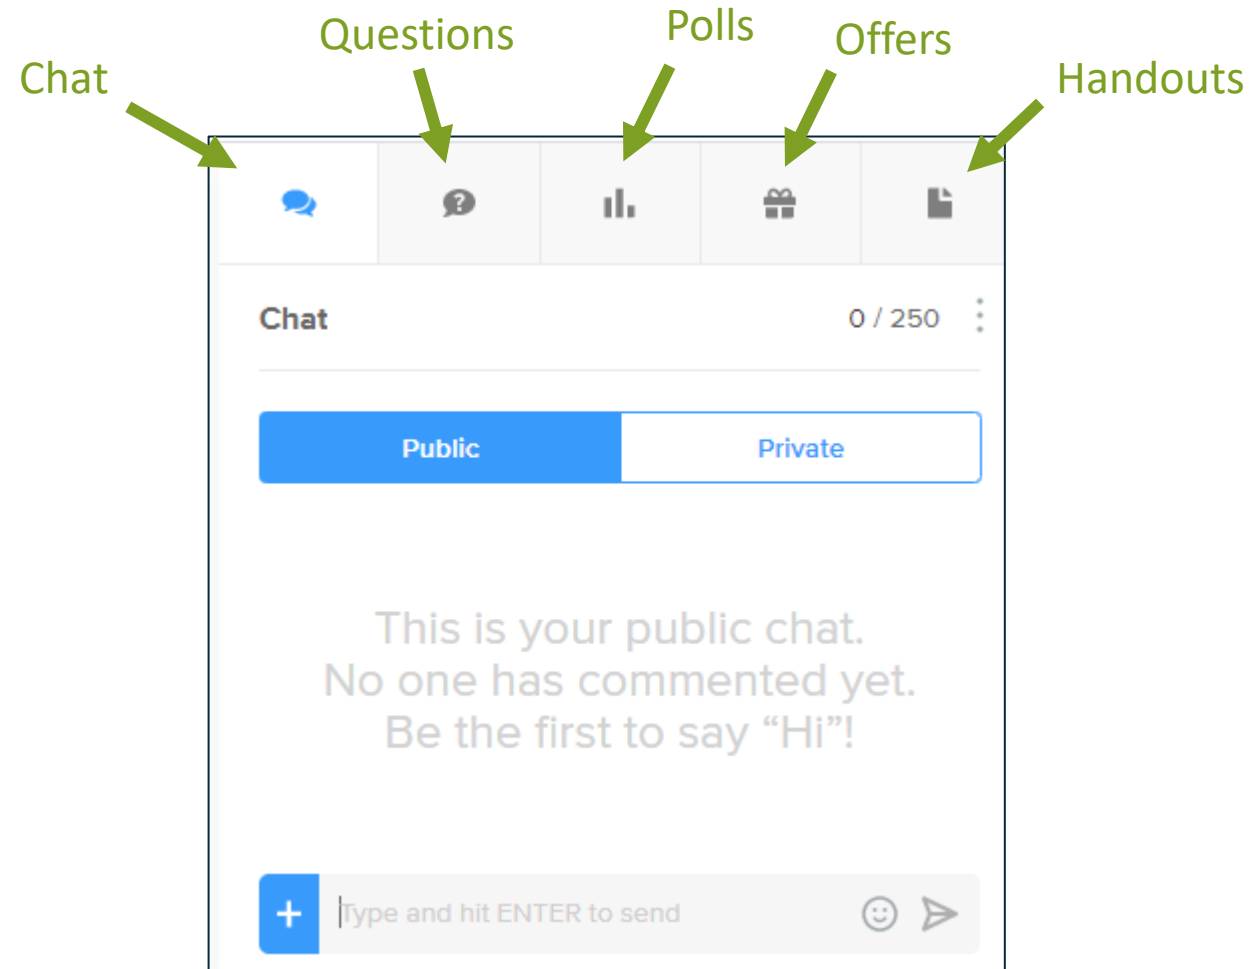 Chat
Questions
Polls
Offers
Handouts
Chat
0 / 250
Public
Private
This is your public chat.
No one has commented yet.
Be the first to say “Hi”!
Type and hit ENTER to send